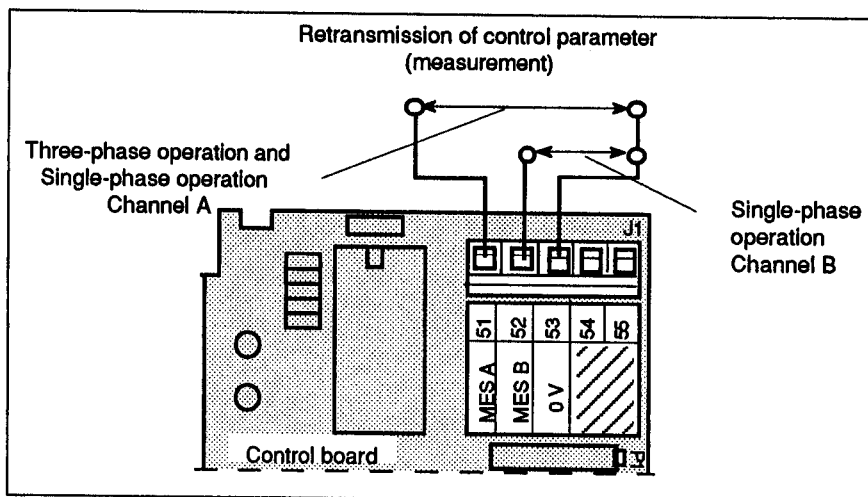 Retransmission of control parameter
(measurement)
Three-phase operation and
Single-phase operation
Channel A
Single-phase
operation
Channel B
J1
51
52
53
54
55
MES A
MES B
0 V
Control board